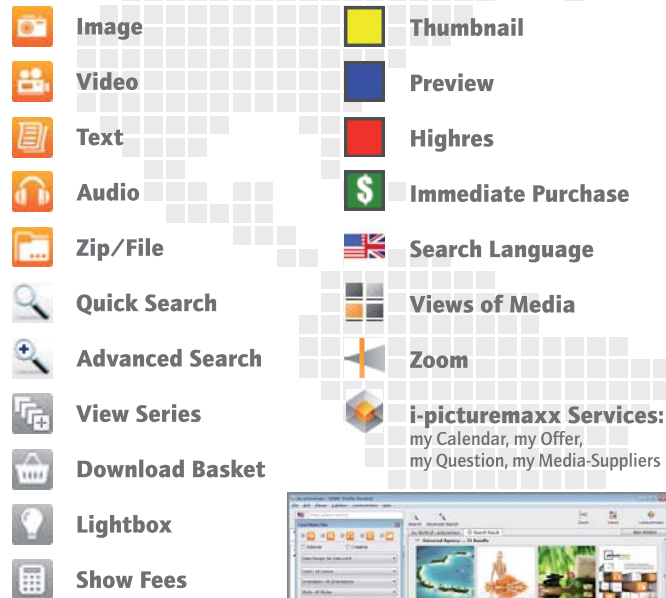 Image
Video
Text
Audio
Zip/File
Quick Search
Advanced Search
View Series
Download Basket
Lightbox
Show Fees
Thumbnail
Preview
Highres
$ Immediate Purchase
Search Language
Views of Media
Zoom
i-picturemaxx Services:
my Calendar, my Offer,
my Question, my Media-Suppliers